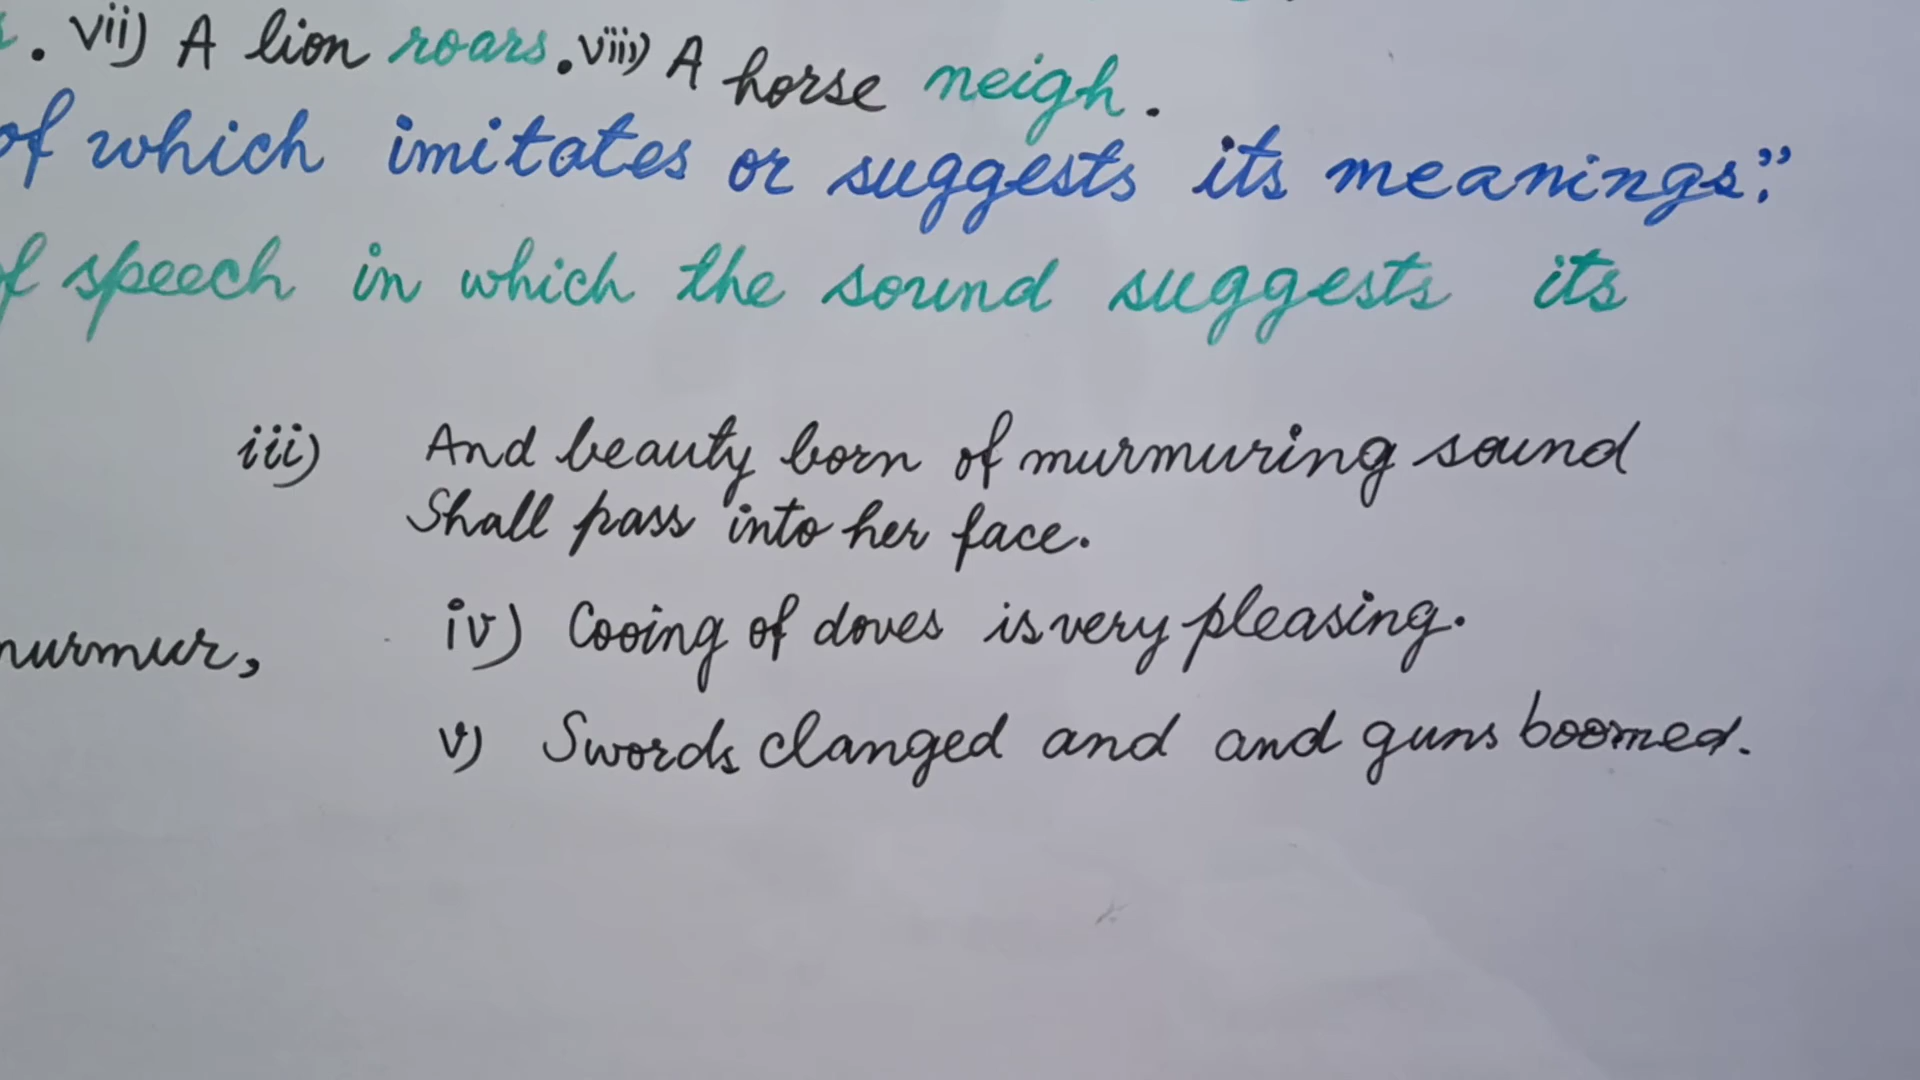 . vii) A lion roars. viii) A horse neigh.
of which imitates or suggests its meanings."
of speech in which the sound suggests its
iii) And beauty born of murmuring sound
Shall pass into her face.
iv) Cooing of doves is very pleasing.
murmur,
v) Swords clanged and and guns boomed.